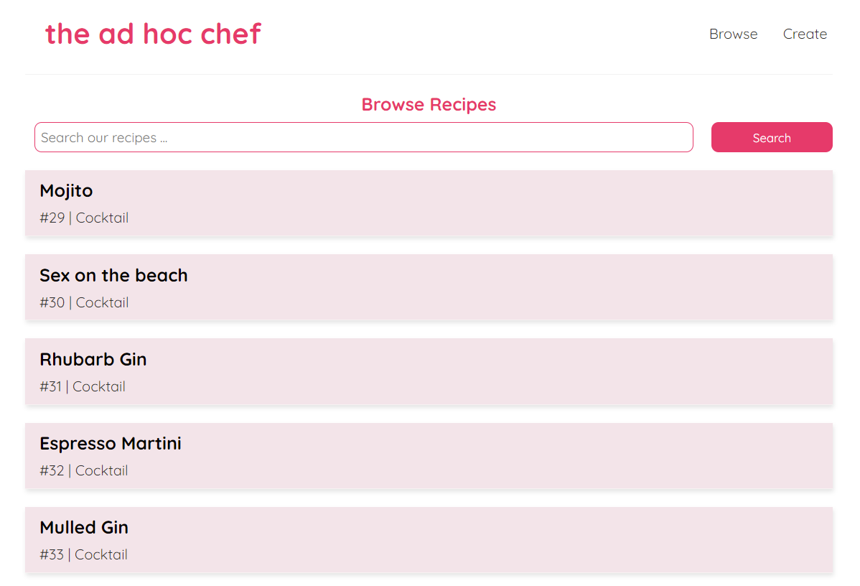 the ad hoc chef
Browse Create
Browse Recipes
Search our recipes ...
Search
Mojito
#29 | Cocktail
Sex on the beach
#30 | Cocktail
Rhubarb Gin
#31 | Cocktail
Espresso Martini
#32 | Cocktail
Mulled Gin
#33 | Cocktail